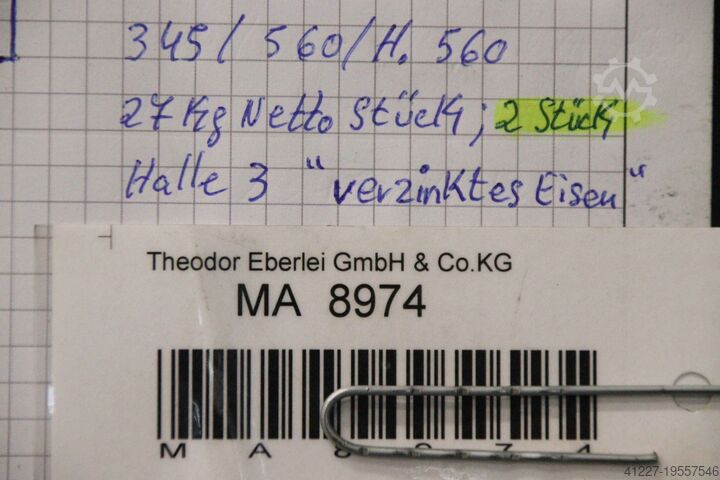 345/560/H. 560
27 Kg Netto Stück; 2 Stück
Halle 3 "verzinktes Eisen"
Theodor Eberlei GmbH & Co.KG
MA 8974
MA8974
41227-19557546